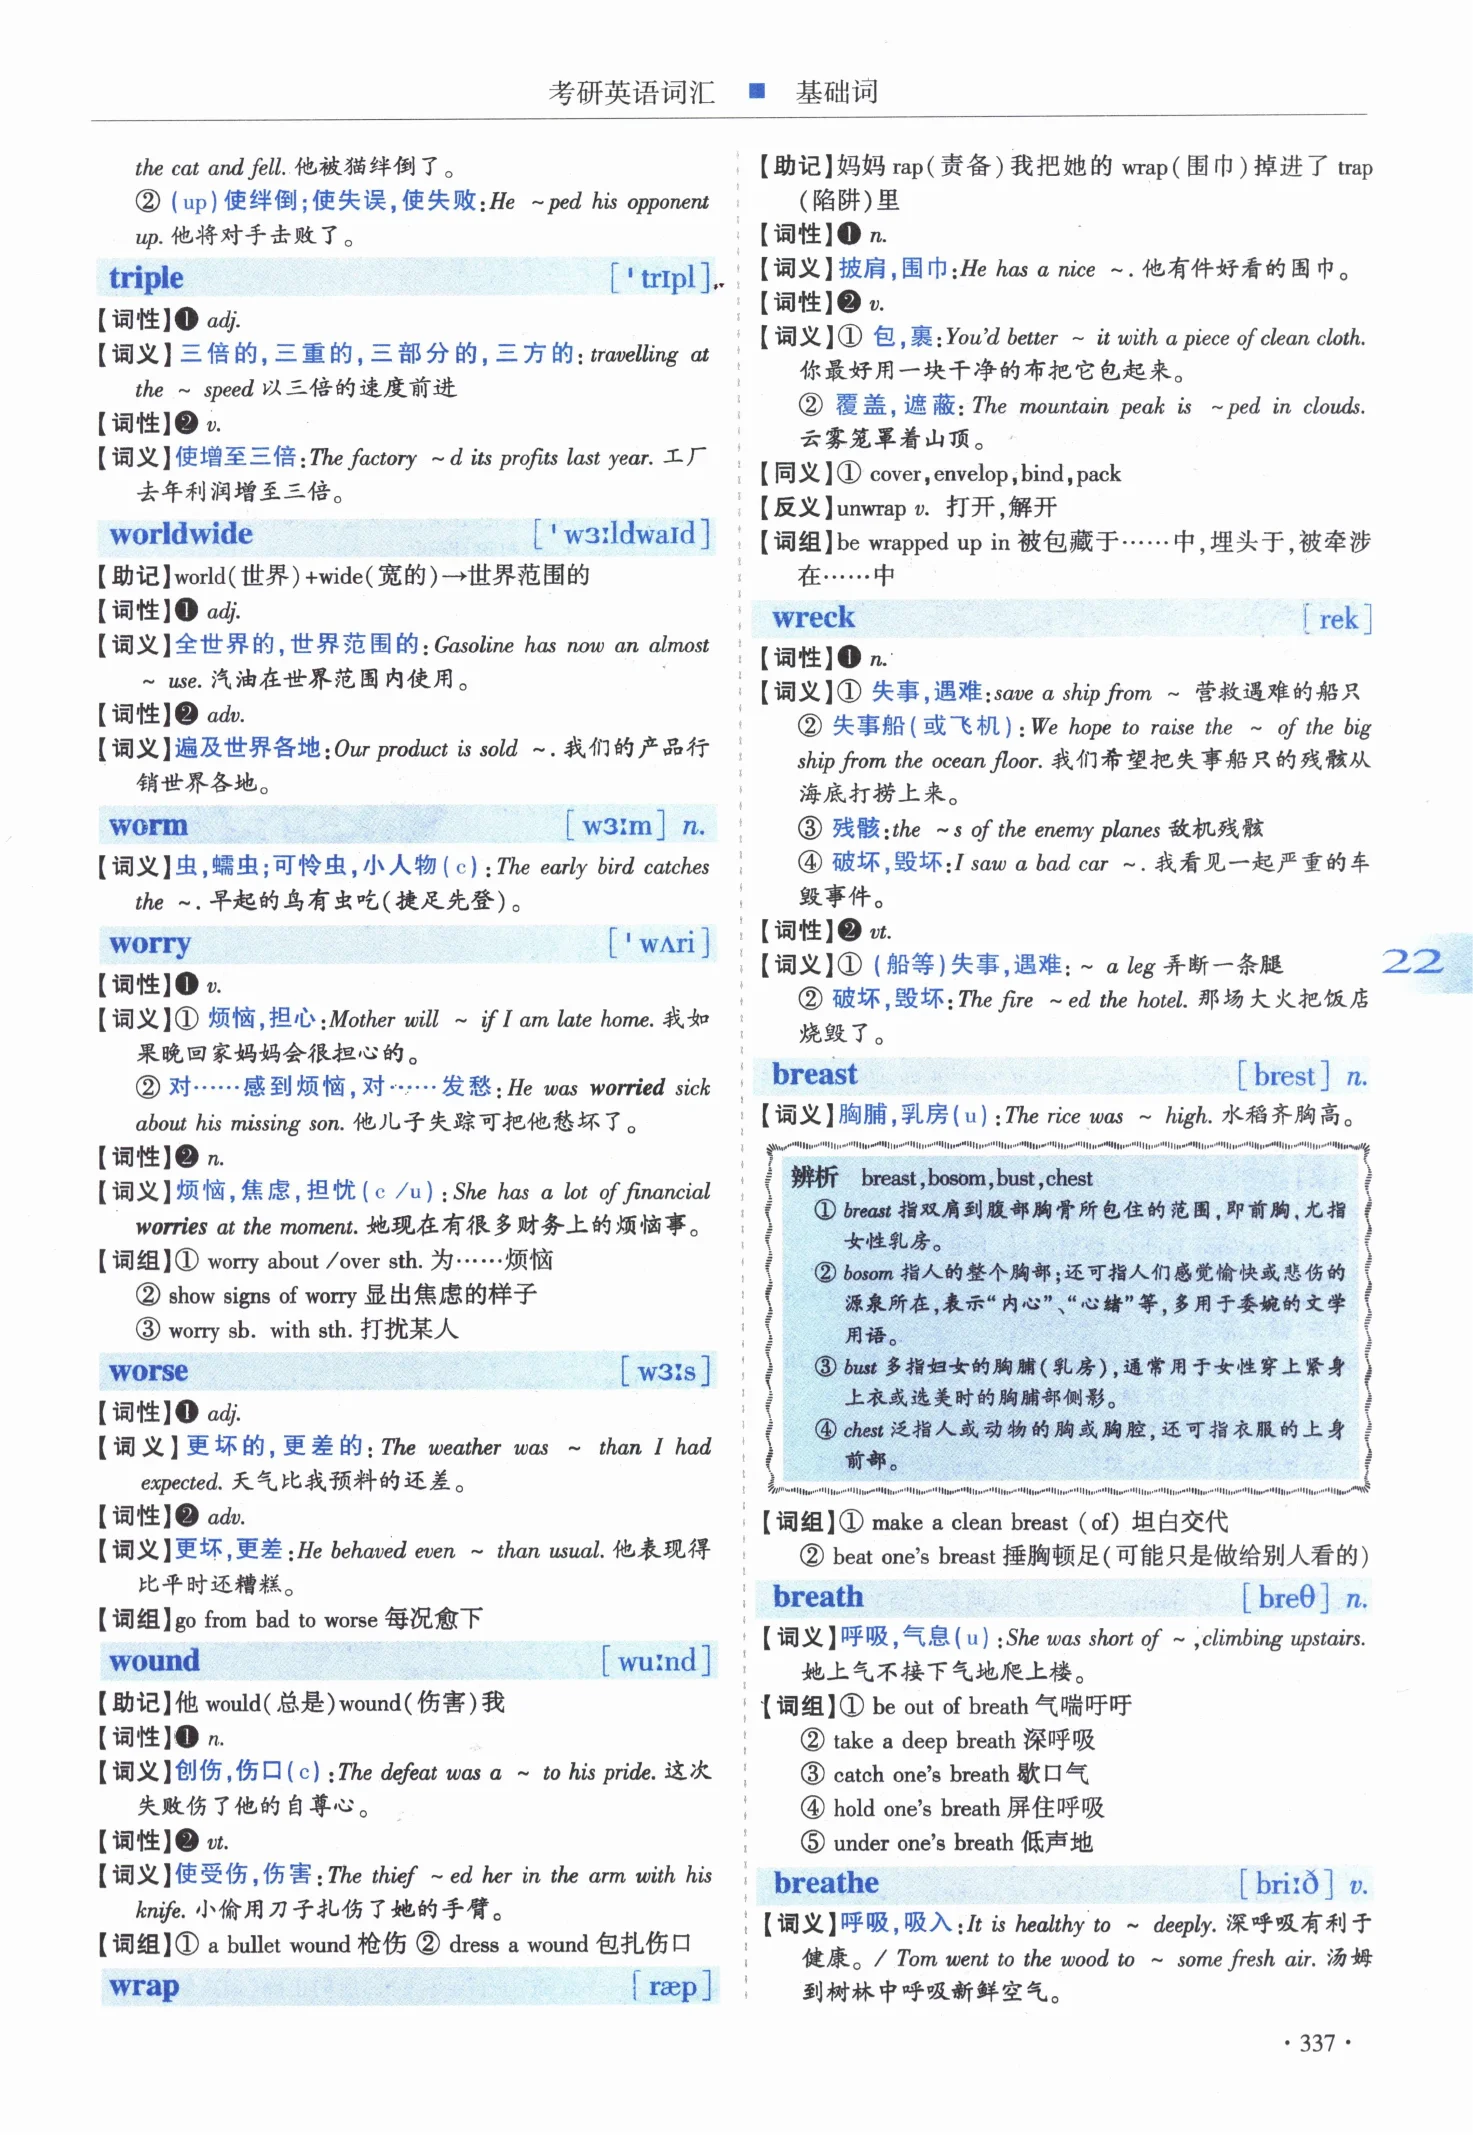 考研英语词汇 ■ 基础词
the cat and fell. 他被猫绊倒了。
②(up)使绊倒;使失误,使失败:He ~ped his opponent
up. 他将对手击败了。
triple [ˈtrɪpl]
【词性】❶ adj.
【词义】三倍的,三重的,三部分的,三方的:travelling at
the ~ speed 以三倍的速度前进
【词性】❷ v.
【词义】使增至三倍:The factory ~d its profits last year. 工厂
去年利润增至三倍。
worldwide [ˈwɜːldwaɪd]
【助记】world(世界)+wide(宽的)→世界范围的
【词性】❶ adj.
【词义】全世界的,世界范围的:Gasoline has now an almost
~ use. 汽油在世界范围内使用。
【词性】❷ adv.
【词义】遍及世界各地:Our product is sold ~. 我们的产品行
销世界各地。
worm [wɜːm] n.
【词义】虫,蠕虫;可怜虫,小人物(c):The early bird catches
the ~. 早起的鸟有虫吃(捷足先登)。
worry [ˈwʌri]
【词性】❶ v.
【词义】① 烦恼,担心:Mother will ~ if I am late home. 我如
果晚回家妈妈会很担心的。
② 对……感到烦恼,对……发愁:He was worried sick
about his missing son. 他儿子失踪可把他愁坏了。
【词性】❷ n.
【词义】烦恼,焦虑,担忧(c/u):She has a lot of financial
worries at the moment. 她现在有很多财务上的烦恼事。
【词组】① worry about /over sth. 为……烦恼
② show signs of worry 显出焦虑的样子
③ worry sb. with sth. 打扰某人
worse [wɜːs]
【词性】❶ adj.
【词义】更坏的,更差的:The weather was ~ than I had
expected. 天气比我预料的还差。
【词性】❷ adv.
【词义】更坏,更差:He behaved even ~ than usual. 他表现得
比平时还糟糕。
【词组】go from bad to worse 每况愈下
wound [wuːnd]
【助记】他 would(总是)wound(伤害)我
【词性】❶ n.
【词义】创伤,伤口(c):The defeat was a ~ to his pride. 这次
失败伤了他的自尊心。
【词性】❷ vt.
【词义】使受伤,伤害:The thief ~ed her in the arm with his
knife. 小偷用刀子扎伤了她的手臂。
【词组】① a bullet wound 枪伤 ② dress a wound 包扎伤口
wrap [ræp]
【助记】妈妈 rap(责备)我把她的 wrap(围巾)掉进了 trap
(陷阱)里
【词性】❶ n.
【词义】披肩,围巾:He has a nice ~. 他有件好看的围巾。
【词性】❷ v.
【词义】① 包,裹:You'd better ~ it with a piece of clean cloth.
你最好用一块干净的布把它包起来。
② 覆盖,遮蔽:The mountain peak is ~ped in clouds.
云雾笼罩着山顶。
【同义】① cover,envelop,bind,pack
【反义】unwrap v. 打开,解开
【词组】be wrapped up in 被包藏于……中,埋头于,被牵涉
在……中
wreck [rek]
【词性】❶ n.
【词义】① 失事,遇难:save a ship from ~ 营救遇难的船只
② 失事船(或飞机):We hope to raise the ~ of the big
ship from the ocean floor. 我们希望把失事船只的残骸从
海底打捞上来。
③ 残骸:the ~s of the enemy planes 敌机残骸
④ 破坏,毁坏:I saw a bad car ~. 我看见一起严重的车
毁事件。
【词性】❷ vt.
【词义】①(船等)失事,遇难:~ a leg 弄断一条腿
② 破坏,毁坏:The fire ~ed the hotel. 那场大火把饭店
烧毁了。
22
breast [brest] n.
【词义】胸脯,乳房(u):The rice was ~ high. 水稻齐胸高。
辨析 breast,bosom,bust,chest
① breast 指双肩到腹部胸骨所包住的范围,即前胸,尤指
女性乳房。
② bosom 指人的整个胸部;还可指人们感觉愉快或悲伤的
源泉所在,表示“内心”、“心绪”等,多用于委婉的文学
用语。
③ bust 多指妇女的胸脯(乳房),通常用于女性穿上紧身
上衣或选美时的胸脯部侧影。
④ chest 泛指人或动物的胸或胸腔,还可指衣服的上身
前部。
【词组】① make a clean breast (of) 坦白交代
② beat one's breast 捶胸顿足(可能只是做给别人看的)
breath [breθ] n.
【词义】呼吸,气息(u):She was short of ~,climbing upstairs.
她上气不接下气地爬上楼。
【词组】① be out of breath 气喘吁吁
② take a deep breath 深呼吸
③ catch one's breath 歇口气
④ hold one's breath 屏住呼吸
⑤ under one's breath 低声地
breathe [briːð] v.
【词义】呼吸,吸入:It is healthy to ~ deeply. 深呼吸有利于
健康。/ Tom went to the wood to ~ some fresh air. 汤姆
到树林中呼吸新鲜空气。
·337·